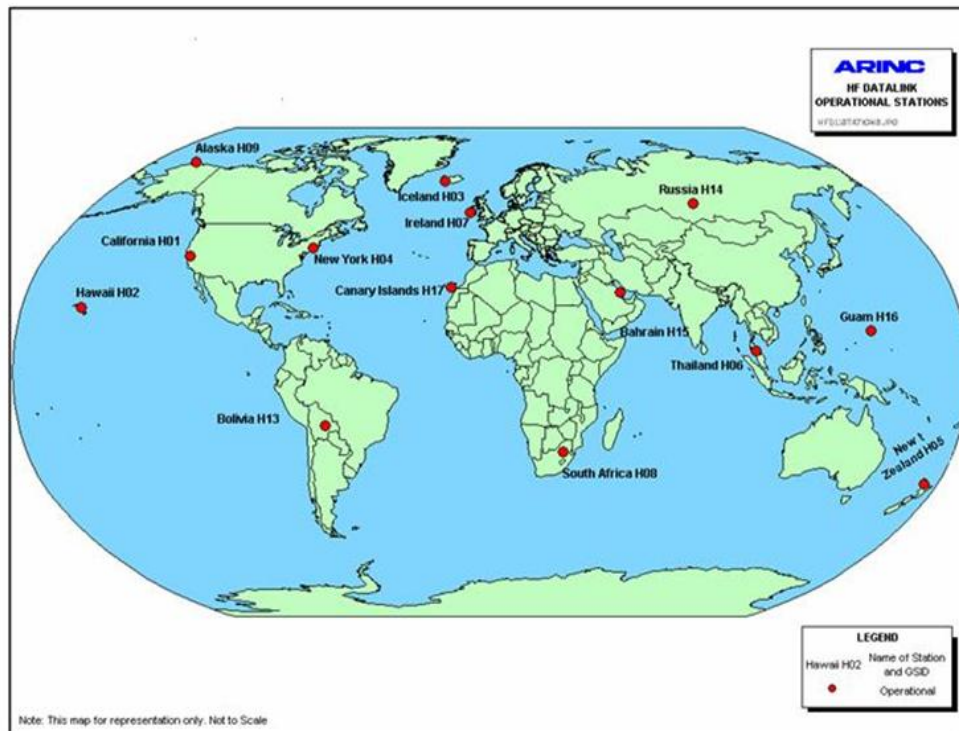 ARINC
HF DATALINK
OPERATIONAL STATIONS
Alaska H09
Iceland H03
Russia H14
Ireland H07
California H01
New York H04
Canary Islands H17
Hawaii H02
Guam H16
Bahrain H15
Thailand H06
Bolivia H13
New
Zealand H05
South Africa H08
LEGEND
Hawaii H02
Name of Station
and GSID
Operational
Note: This map for representation only. Not to Scale